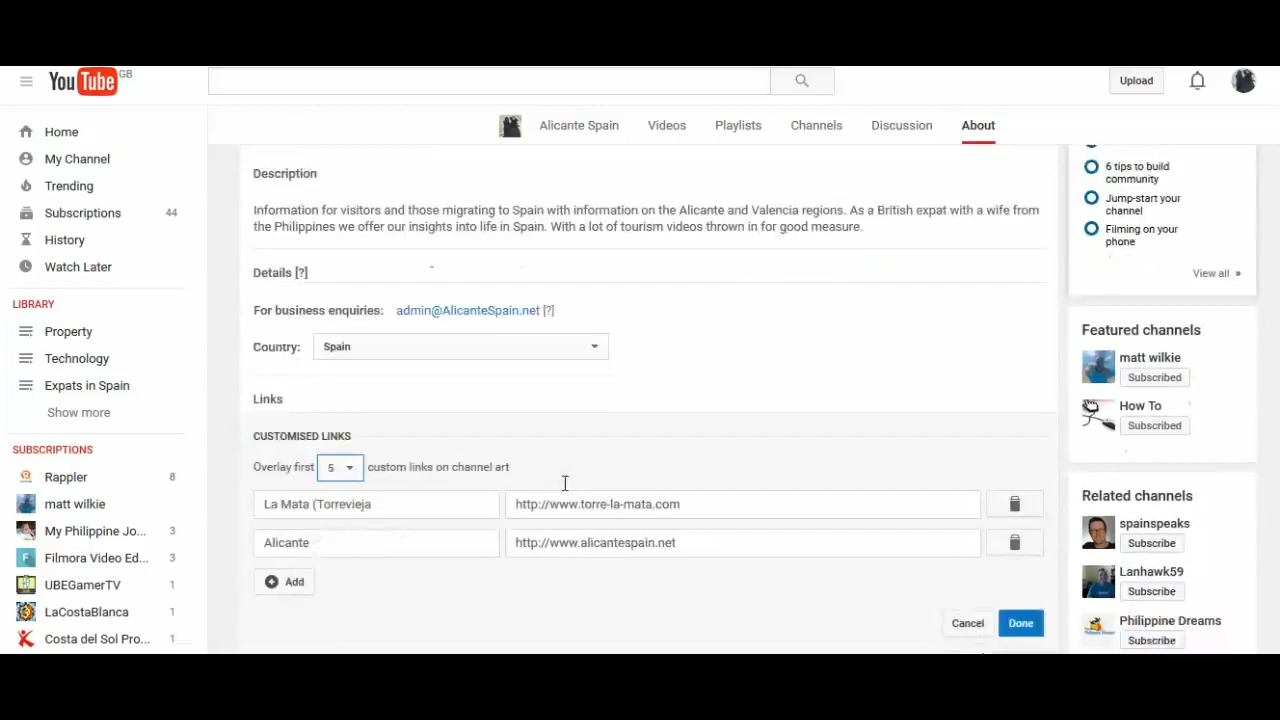 YouTube GB
Upload
Home
My Channel
Trending
Subscriptions 44
History
Watch Later
LIBRARY
Property
Technology
Expats in Spain
Show more
SUBSCRIPTIONS
Rappler 8
matt wilkie
My Philippine Jo... 3
Filmora Video Ed... 3
UBEGamerTV 1
LaCostaBlanca 1
Costa del Sol Pro... 1
Alicante Spain Videos Playlists Channels Discussion About
Description
Information for visitors and those migrating to Spain with information on the Alicante and Valencia regions. As a British expat with a wife from
the Philippines we offer our insights into life in Spain. With a lot of tourism videos thrown in for good measure.
Details [?]
For business enquiries: admin@AlicanteSpain.net [?]
Country: Spain
Links
CUSTOMISED LINKS
Overlay first 5 custom links on channel art
La Mata (Torrevieja http://www.torre-la-mata.com
Alicante http://www.alicantespain.net
Add
Cancel Done
6 tips to build
community
Jump-start your
channel
Filming on your
phone
View all »
Featured channels
matt wilkie
Subscribed
How To
Subscribed
Related channels
spainspeaks
Subscribe
Lanhawk59
Subscribe
Philippine Dreams
Subscribe